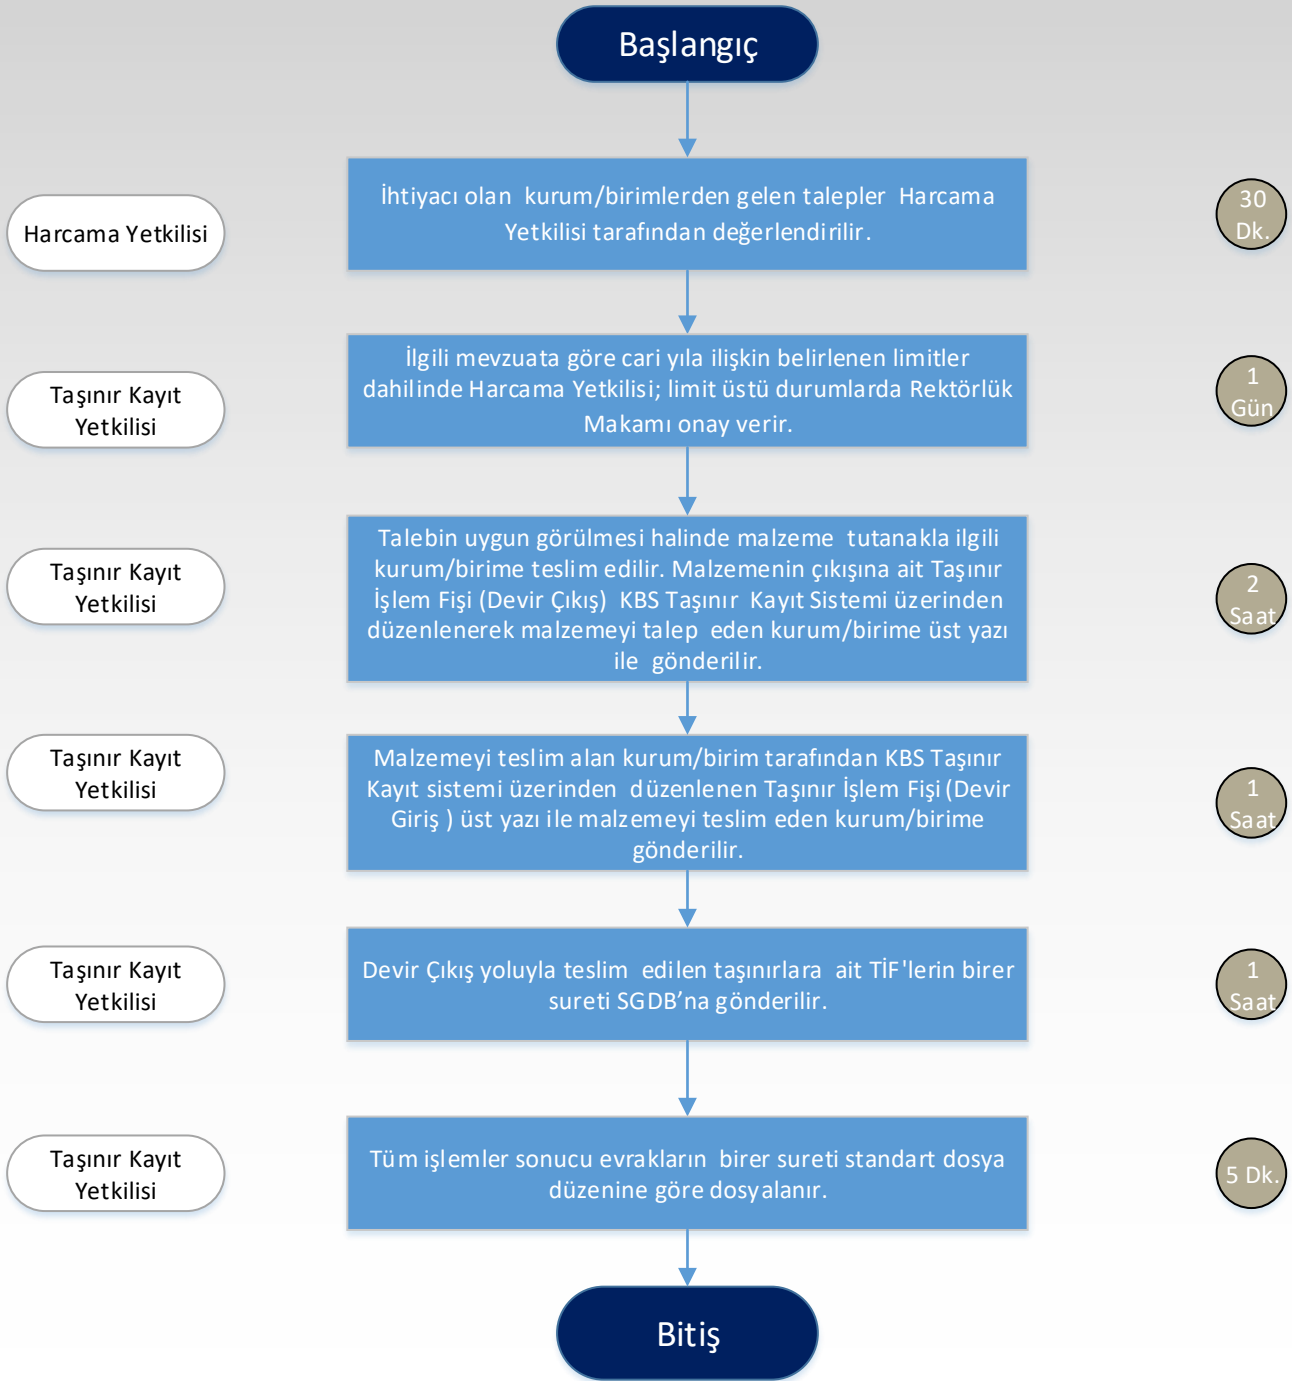 Başlangıç
Harcama Yetkilisi
İhtiyacı olan kurum/birimlerden gelen talepler Harcama
Yetkilisi tarafından değerlendirilir.
30
Dk.
Taşınır Kayıt
Yetkilisi
İlgili mevzuata göre cari yıla ilişkin belirlenen limitler
dahilinde Harcama Yetkilisi; limit üstü durumlarda Rektörlük
Makamı onay verir.
1
Gün
Taşınır Kayıt
Yetkilisi
Talebin uygun görülmesi halinde malzeme tutanakla ilgili
kurum/birime teslim edilir. Malzemenin çıkışına ait Taşınır
İşlem Fişi (Devir Çıkış) KBS Taşınır Kayıt Sistemi üzerinden
düzenlenerek malzemeyi talep eden kurum/birime üst yazı
ile gönderilir.
2
Saat
Taşınır Kayıt
Yetkilisi
Malzemeyi teslim alan kurum/birim tarafından KBS Taşınır
Kayıt sistemi üzerinden düzenlenen Taşınır İşlem Fişi (Devir
Giriş ) üst yazı ile malzemeyi teslim eden kurum/birime
gönderilir.
1
Saat
Taşınır Kayıt
Yetkilisi
Devir Çıkış yoluyla teslim edilen taşınırlara ait TİF'lerin birer
sureti SGDB’na gönderilir.
1
Saat
Taşınır Kayıt
Yetkilisi
Tüm işlemler sonucu evrakların birer sureti standart dosya
düzenine göre dosyalanır.
5 Dk.
Bitiş